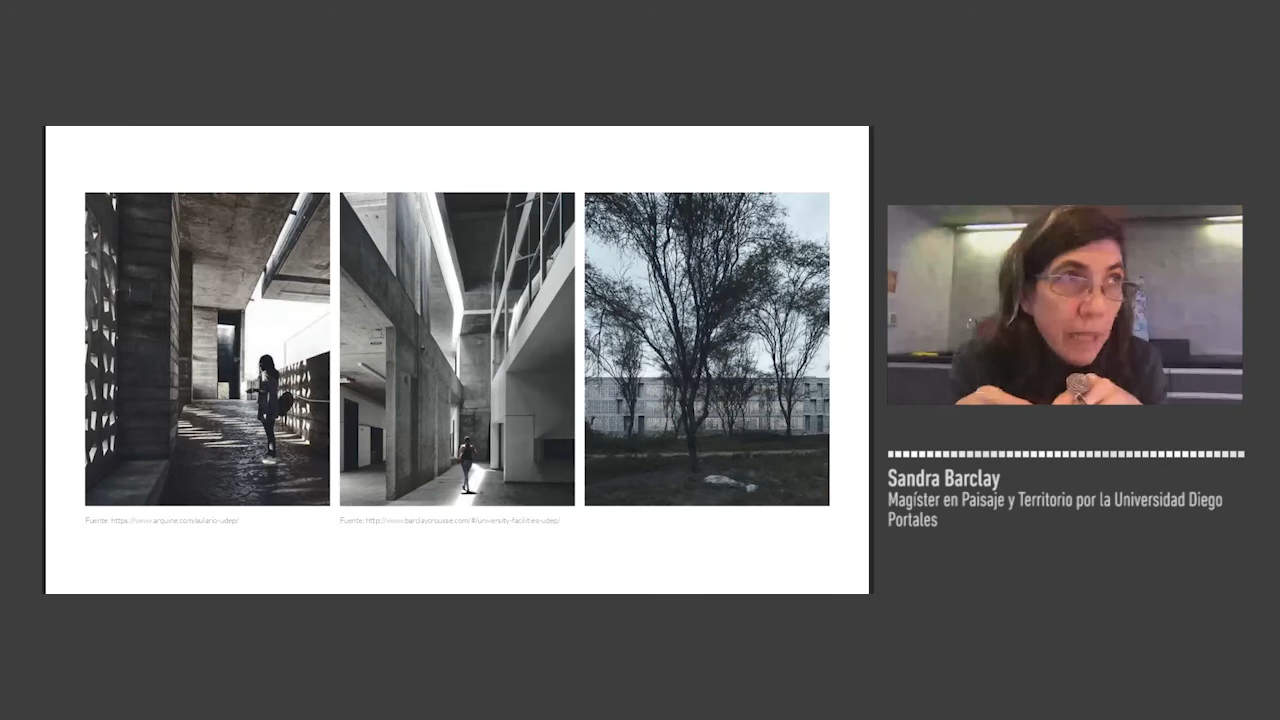 Fuente: https://www.arquine.com/aulario-udep/
Fuente: http://www.barclaycrousse.com/#/university-facilities-udep/
Sandra Barclay
Magíster en Paisaje y Territorio por la Universidad Diego
Portales